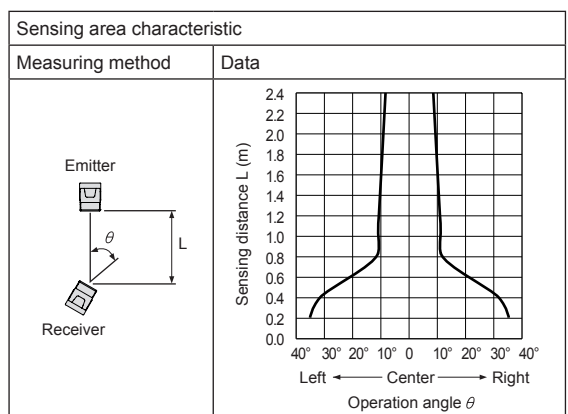 Sensing area characteristic
Measuring method
Data
Emitter
θ
L
Receiver
Sensing distance L (m)
2.4
2.2
2.0
1.8
1.6
1.4
1.2
1.0
0.8
0.6
0.4
0.2
0.0
40° 30° 20 10° 0 10° 20° 30° 40°
Left Center Right
Operation angle θ